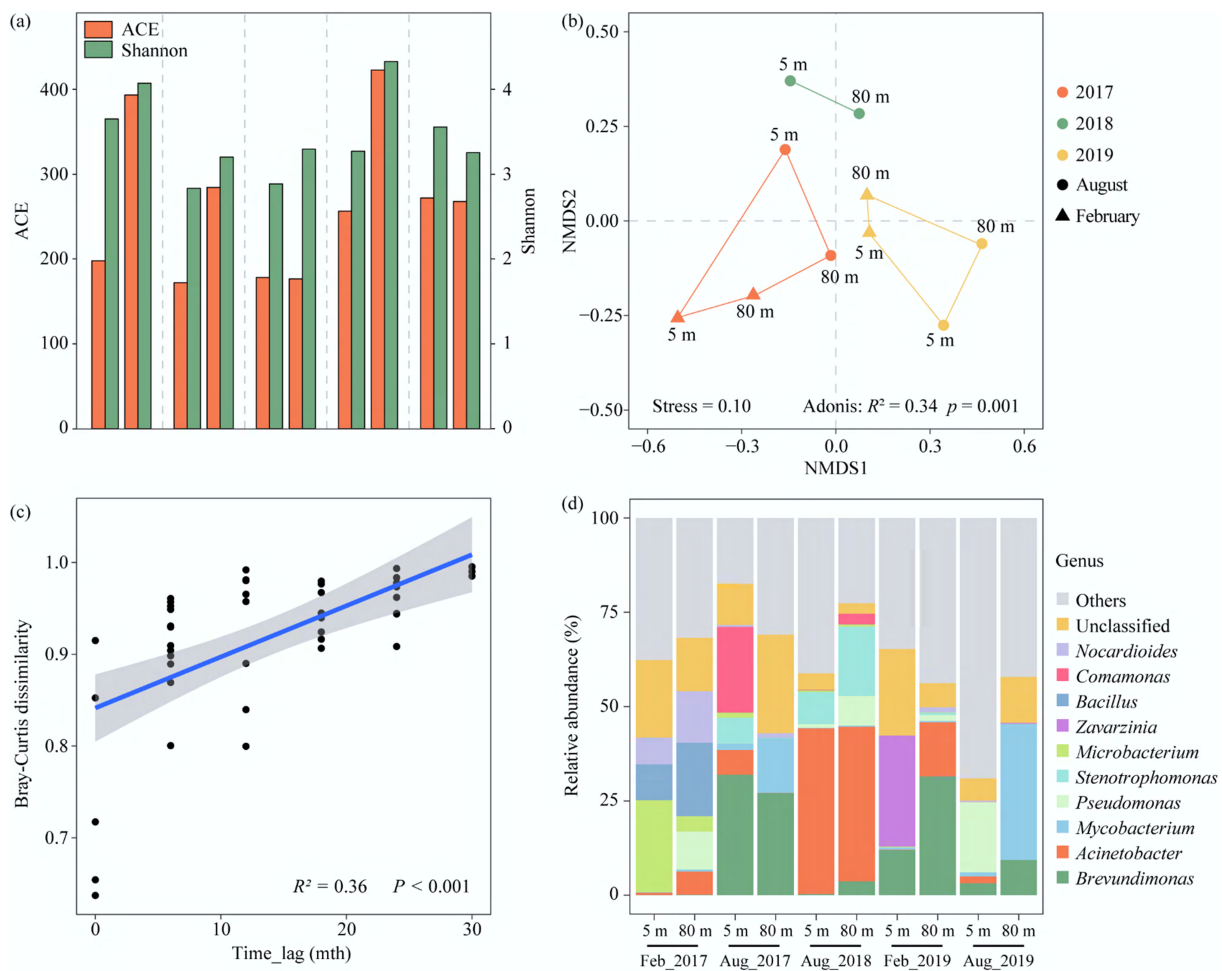 (a)
ACE
Shannon
400
300
200
100
0
ACE
4
3
2
1
0
Shannon
(b)
0.50
0.25
0.00
−0.25
−0.50
NMDS2
5 m
80 m
5 m
80 m
80 m
5 m
80 m
5 m
80 m
5 m
Stress = 0.10 Adonis: R² = 0.34 p = 0.001
−0.6 −0.3 0.0 0.3 0.6
NMDS1
2017
2018
2019
August
February
(c)
1.0
0.9
0.8
0.7
Bray-Curtis dissimilarity
R² = 0.36 P < 0.001
0 10 20 30
Time_lag (mth)
(d)
100
75
50
25
0
Relative abundance (%)
5 m 80 m 5 m 80 m 5 m 80 m 5 m 80 m 5 m 80 m
Feb_2017 Aug_2017 Aug_2018 Feb_2019 Aug_2019
Genus
Others
Unclassified
Nocardioides
Comamonas
Bacillus
Zavarzinia
Microbacterium
Stenotrophomonas
Pseudomonas
Mycobacterium
Acinetobacter
Brevundimonas